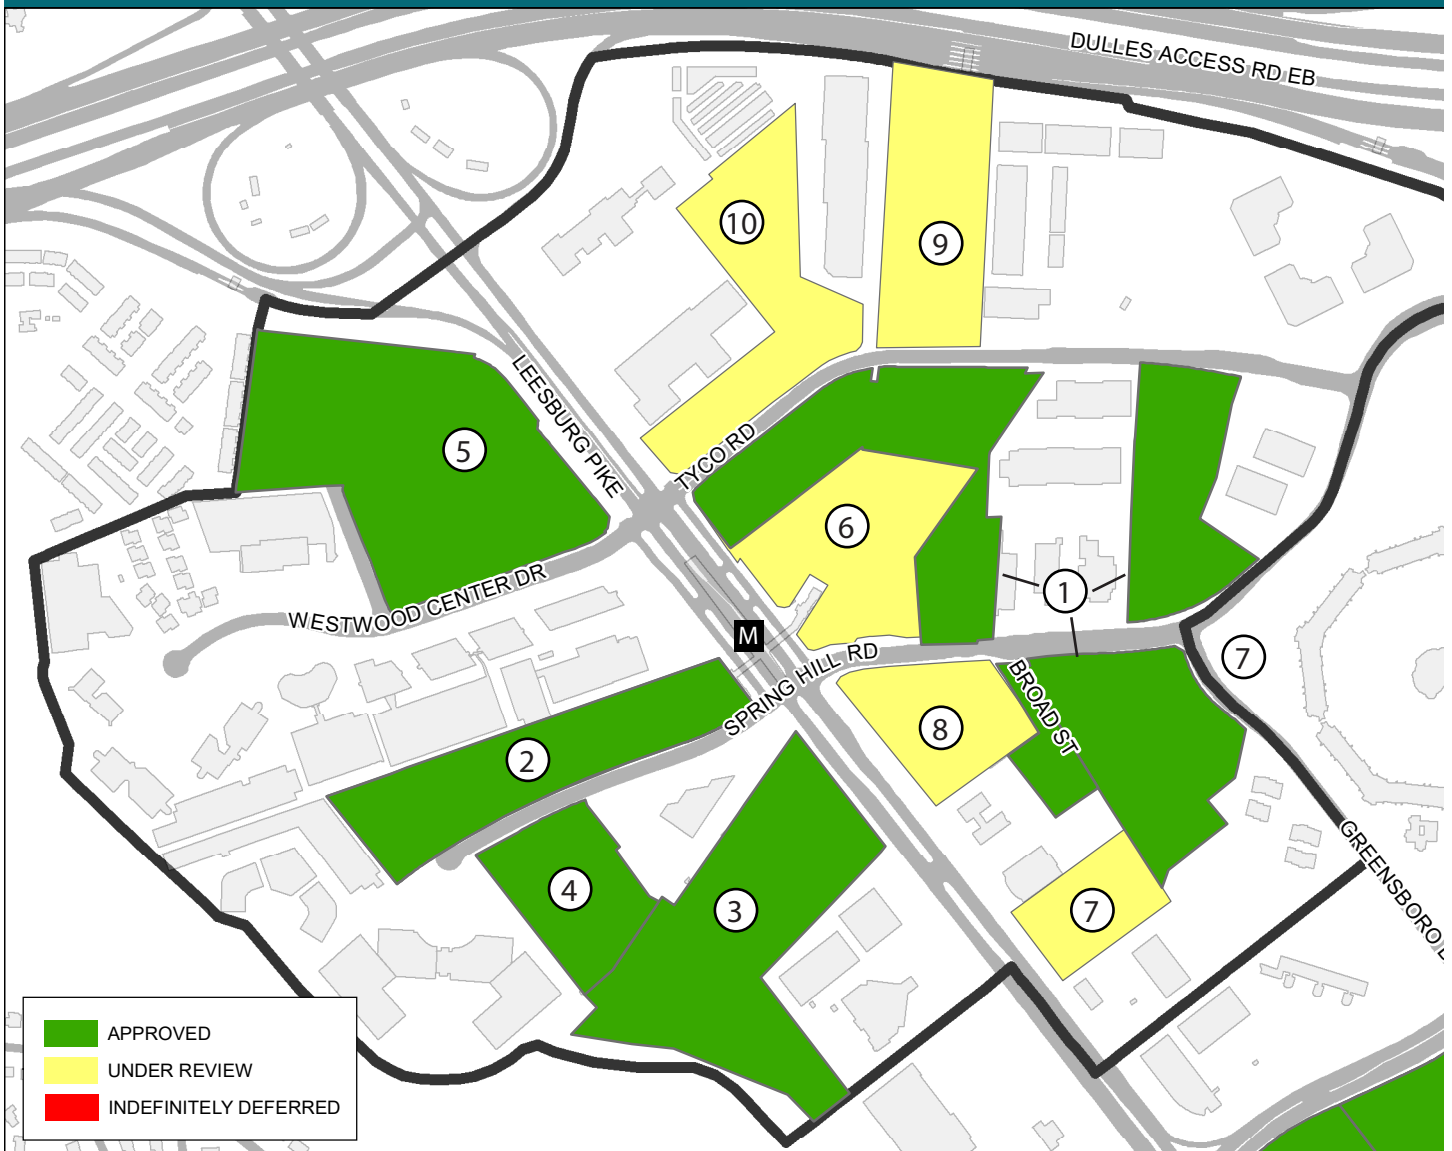 DULLES ACCESS RD EB
10
9
LEESBURG PIKE
TYCO RD
5
6
WESTWOOD CENTER DR
1
M
SPRING HILL RD
7
BROAD ST
8
2
GREENSBORO
4
3
7
APPROVED
UNDER REVIEW
INDEFINITELY DEFERRED